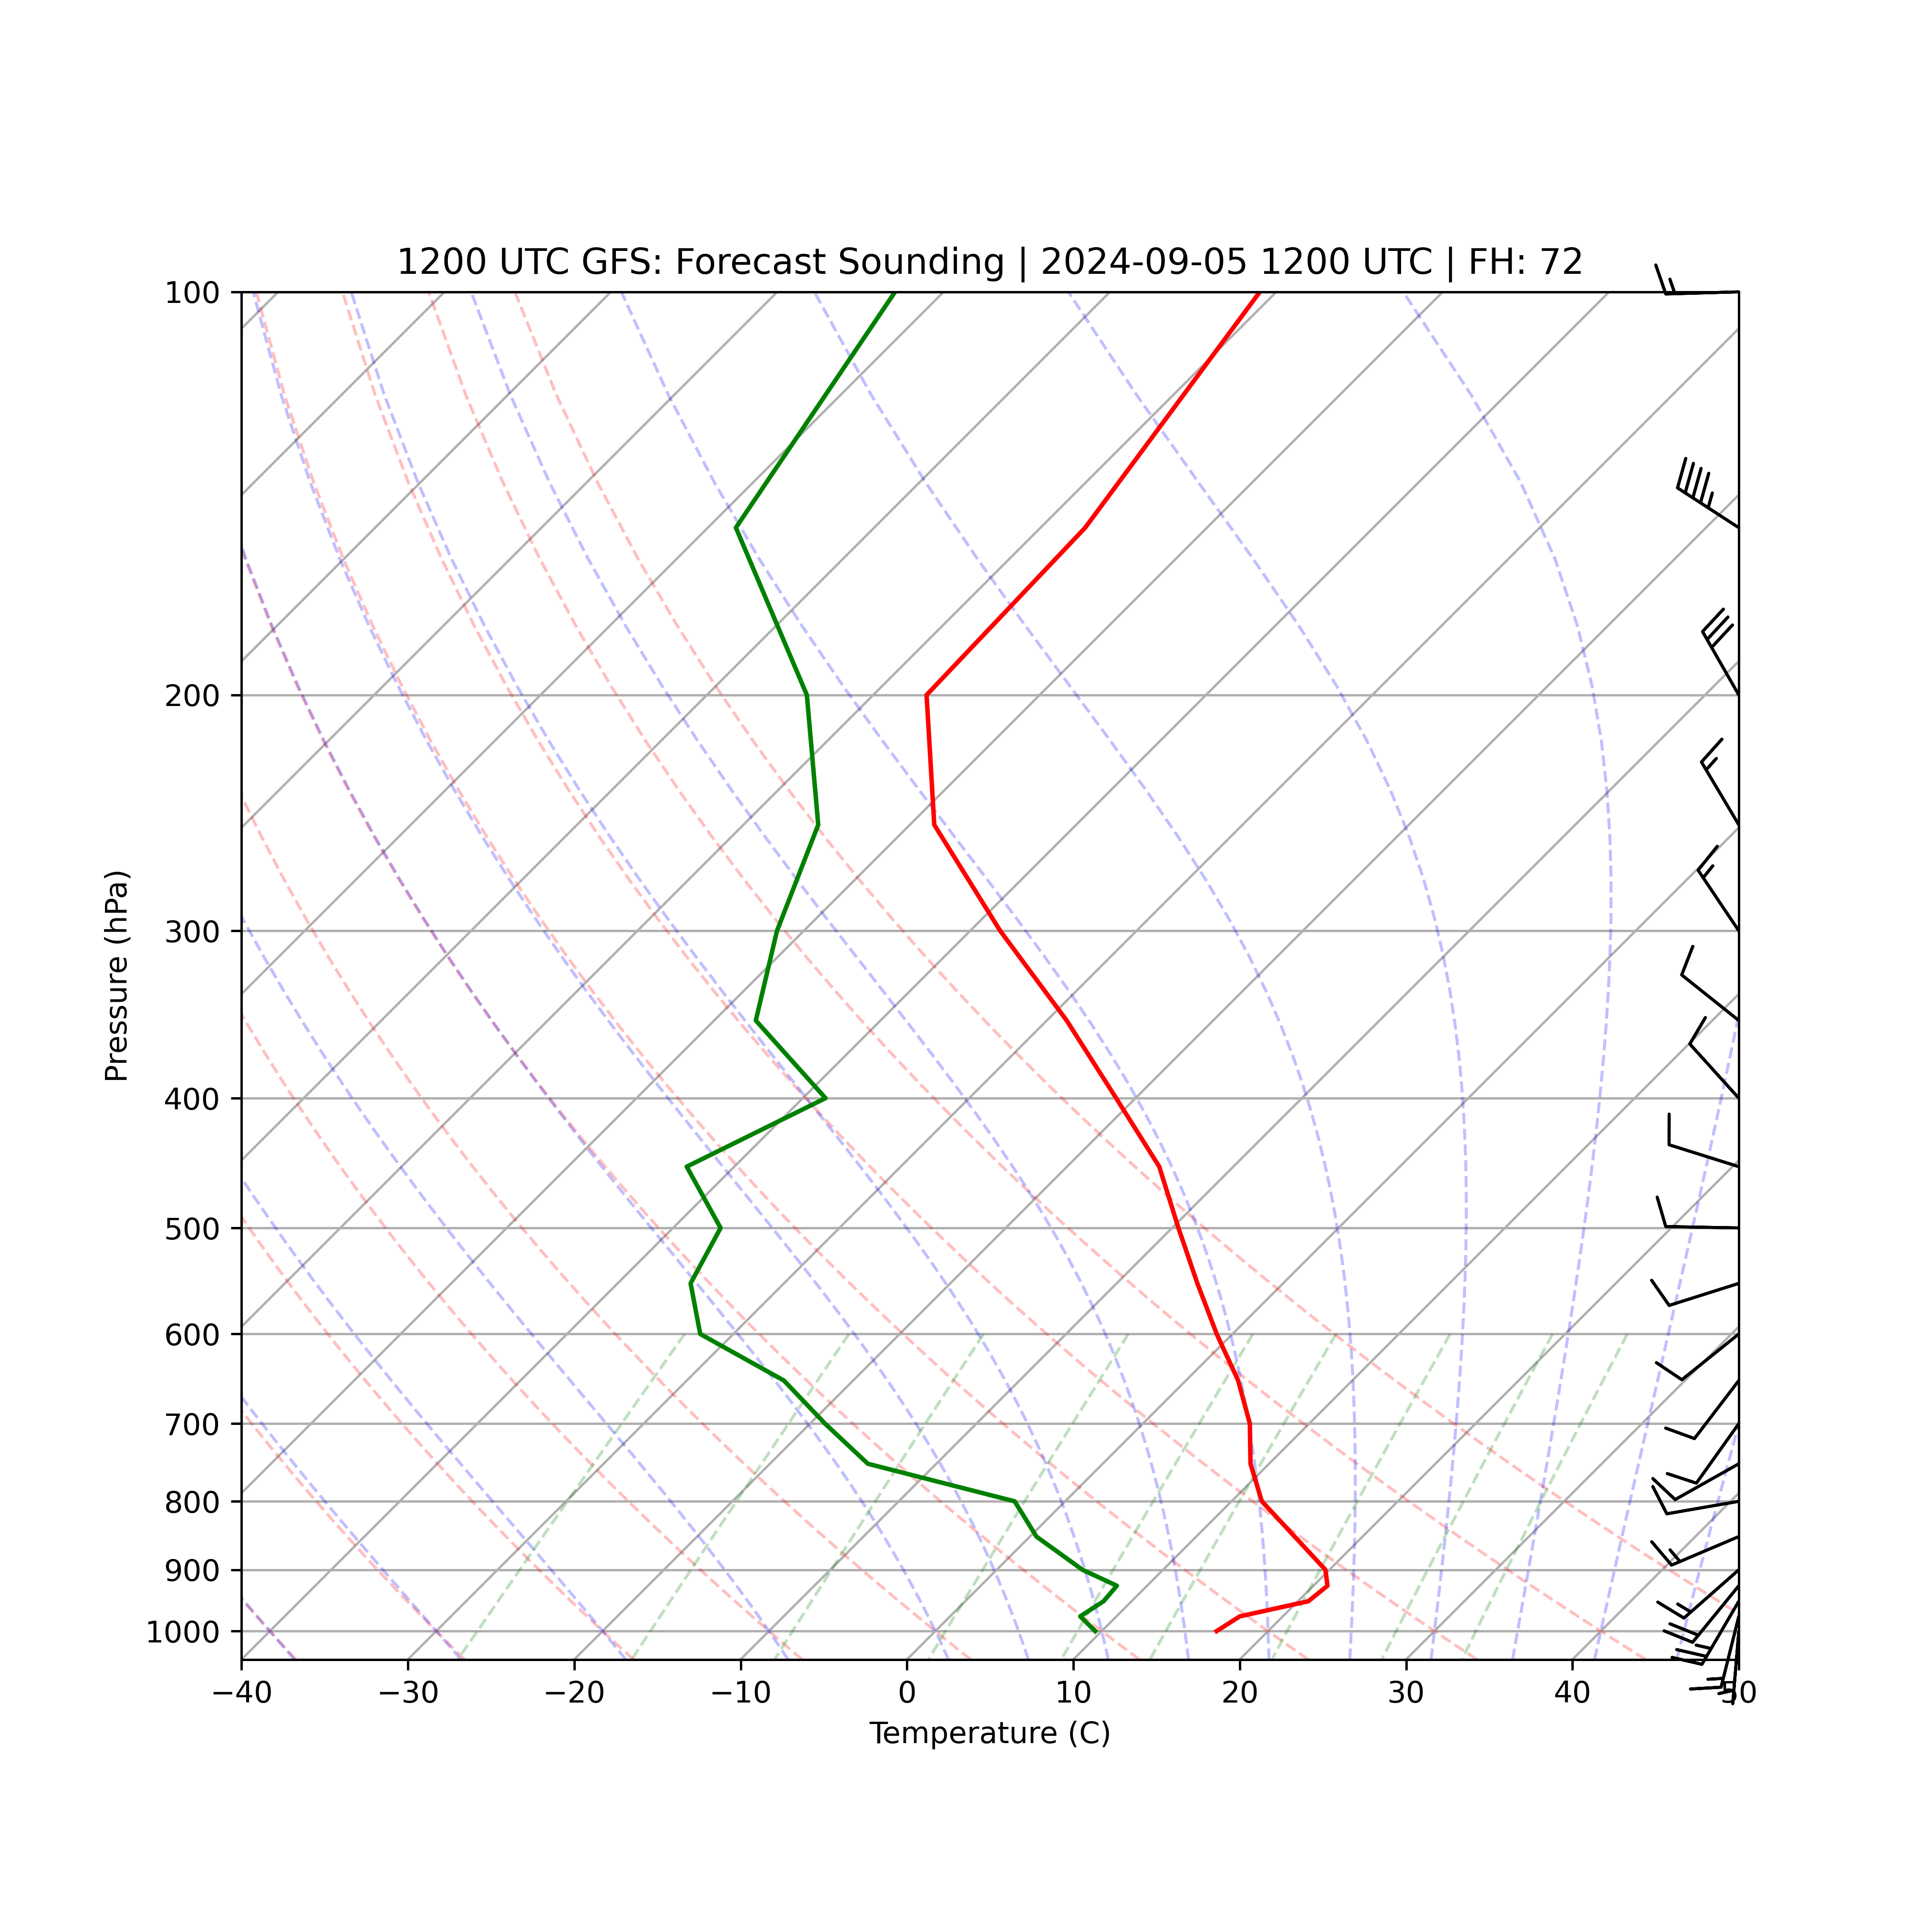 1200 UTC GFS: Forecast Sounding | 2024-09-05 1200 UTC | FH: 72
100
200
300
400
500
600
700
800
900
1000
Pressure (hPa)
−40 −30 −20 −10 0 10 20 30 40 50
Temperature (C)